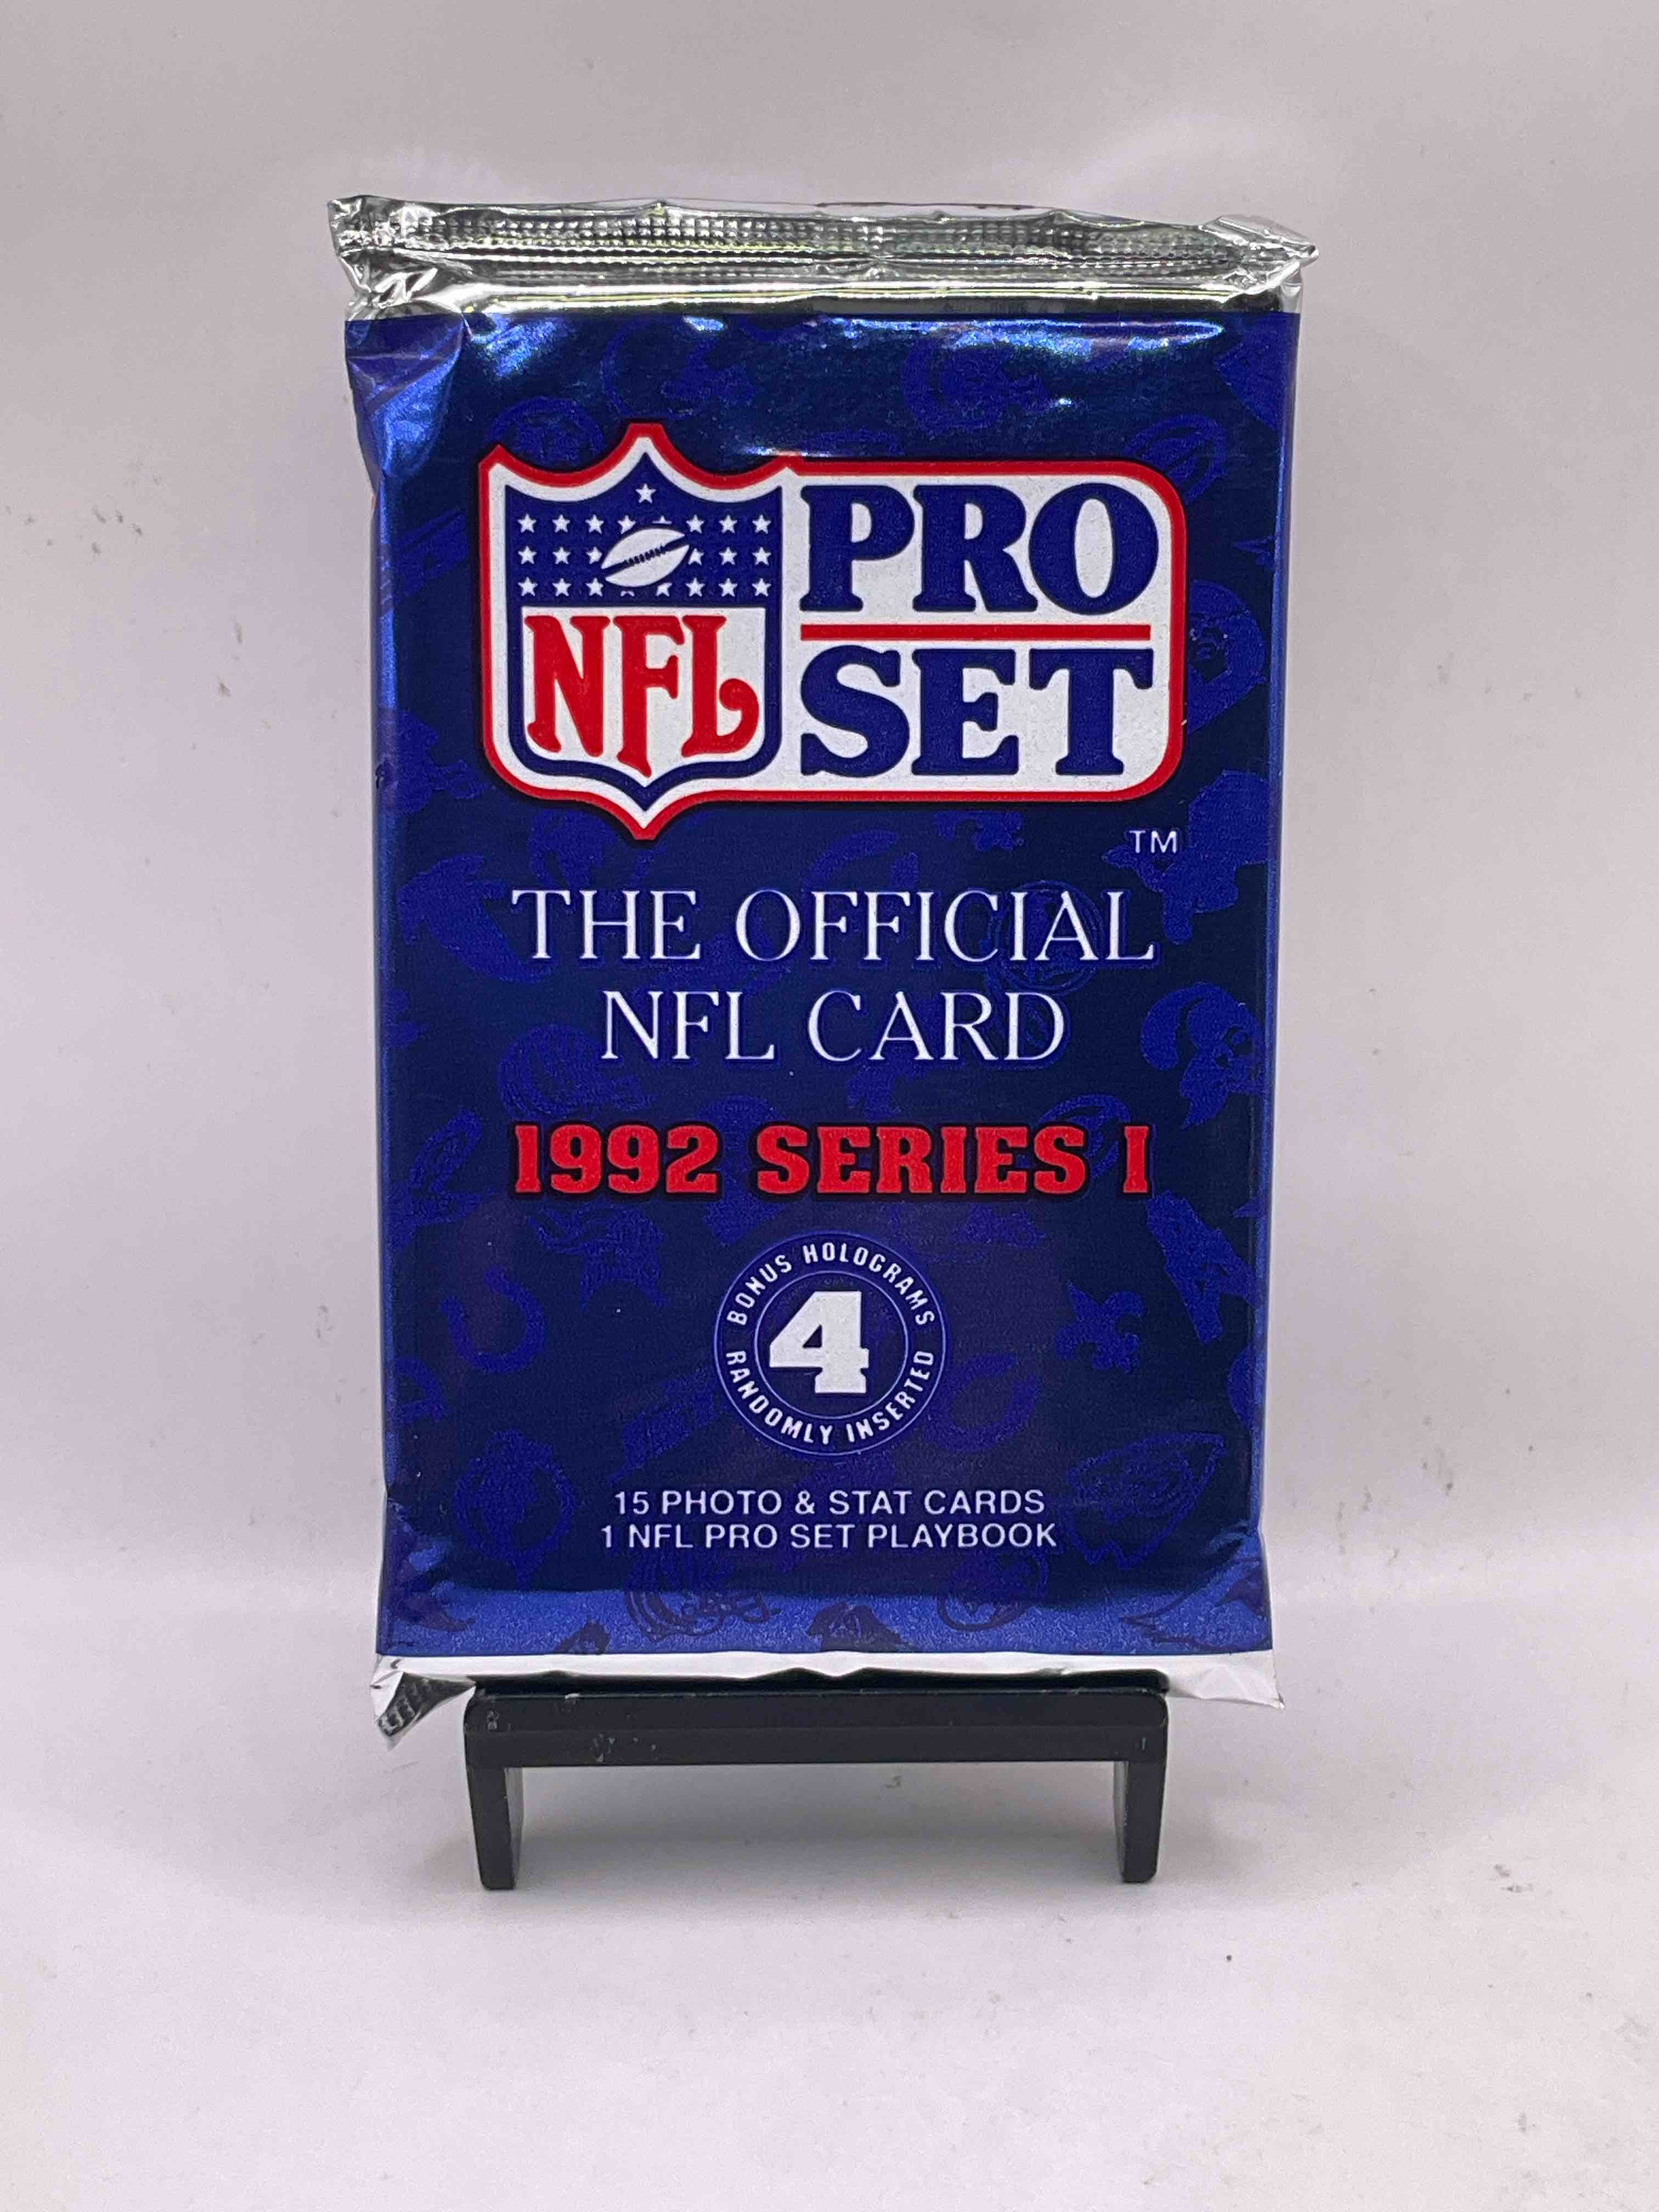 NFL
PRO
SET
TM
THE OFFICIAL
NFL CARD
1992 SERIES I
BONUS HOLOGRAMS
4
RANDOMLY INSERTED
15 PHOTO & STAT CARDS
1 NFL PRO SET PLAYBOOK